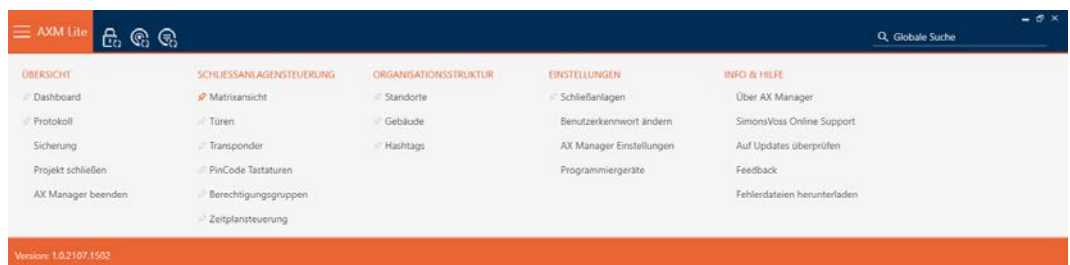 AXM Lite
Globale Suche
ÜBERSICHT
Dashboard
Protokoll
Sicherung
Projekt schließen
AX Manager beenden
SCHLIESSANLAGENSTEUERUNG
Matrixansicht
Türen
Transponder
PinCode Tastaturen
Berechtigungsgruppen
Zeitplansteuerung
ORGANISATIONSSTRUKTUR
Standorte
Gebäude
Hashtags
EINSTELLUNGEN
Schließanlagen
Benutzerkennwort ändern
AX Manager Einstellungen
Programmiergeräte
INFO & HILFE
Über AX Manager
SimonsVoss Online Support
Auf Updates überprüfen
Feedback
Fehlerdateien herunterladen
Version: 1.0.2107.1502